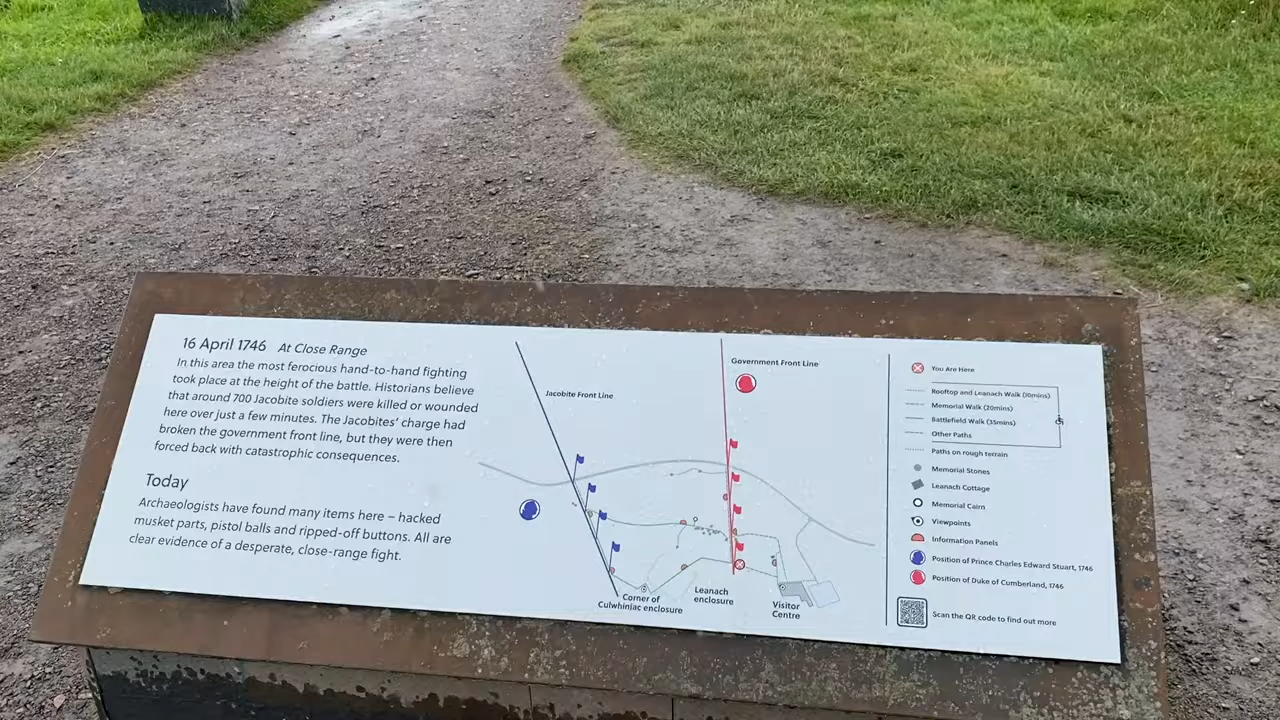 16 April 1746 At Close Range
In this area the most ferocious hand-to-hand fighting
took place at the height of the battle. Historians believe
that around 700 Jacobite soldiers were killed or wounded
here over just a few minutes. The Jacobites' charge had
broken the government front line, but they were then
forced back with catastrophic consequences.
Today
Archaeologists have found many items here – hacked
musket parts, pistol balls and ripped-off buttons. All are
clear evidence of a desperate, close-range fight.
Jacobite Front Line
Government Front Line
Corner of
Culwhiniac enclosure
Leanach
enclosure
Visitor
Centre
You Are Here
Rooftop and Leanach Walk (30mins)
Memorial Walk (20mins)
Battlefield Walk (35mins)
Other Paths
Paths on rough terrain
Memorial Stones
Leanach Cottage
Memorial Cairn
Viewpoints
Information Panels
Position of Prince Charles Edward Stuart, 1746
Position of Duke of Cumberland, 1746
Scan the QR code to find out more